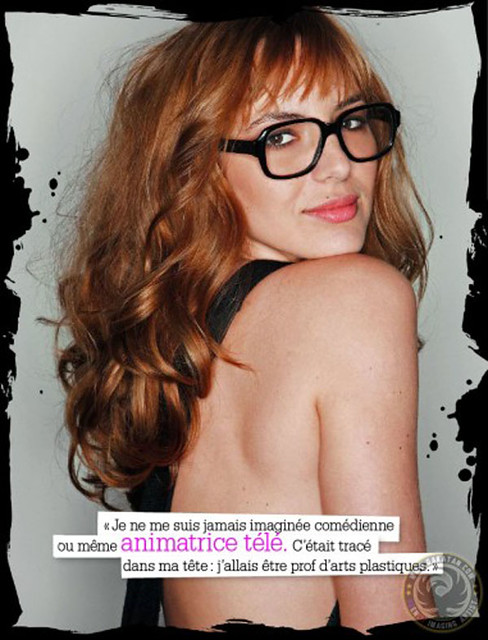 « Je ne me suis jamais imaginée comédienne
ou même animatrice télé. C'était tracé
dans ma tête : j'allais être prof d'arts plastiques. »
IMAGING